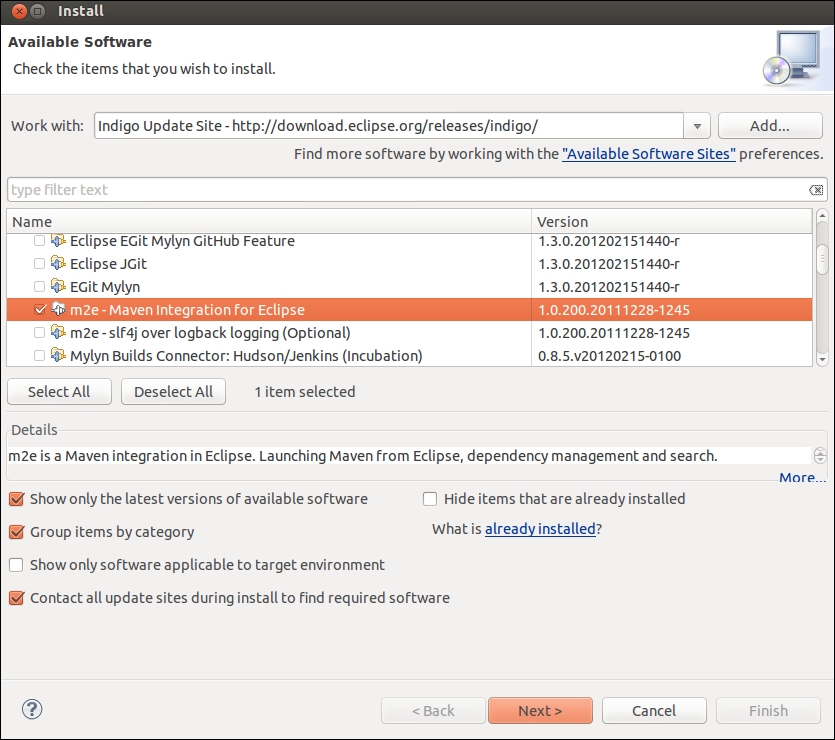 Install
Available Software
Check the items that you wish to install.
Work with: Indigo Update Site - http://download.eclipse.org/releases/indigo/ Add...
Find more software by working with the "Available Software Sites" preferences.
type filter text
Name Version
Eclipse EGit Mylyn GitHub Feature 1.3.0.201202151440-r
Eclipse JGit 1.3.0.201202151440-r
EGit Mylyn 1.3.0.201202151440-r
m2e - Maven Integration for Eclipse 1.0.200.20111228-1245
m2e - slf4j over logback logging (Optional) 1.0.200.20111228-1245
Mylyn Builds Connector: Hudson/Jenkins (Incubation) 0.8.5.v20120215-0100
Select All Deselect All 1 item selected
Details
m2e is a Maven integration in Eclipse. Launching Maven from Eclipse, dependency management and search.
More...
Show only the latest versions of available software Hide items that are already installed
Group items by category What is already installed?
Show only software applicable to target environment
Contact all update sites during install to find required software
? < Back Next > Cancel Finish